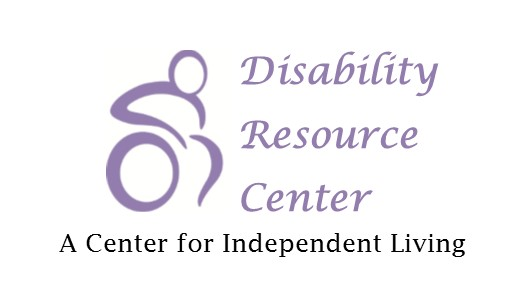 Disability
Resource
Center
A Center for Independent Living